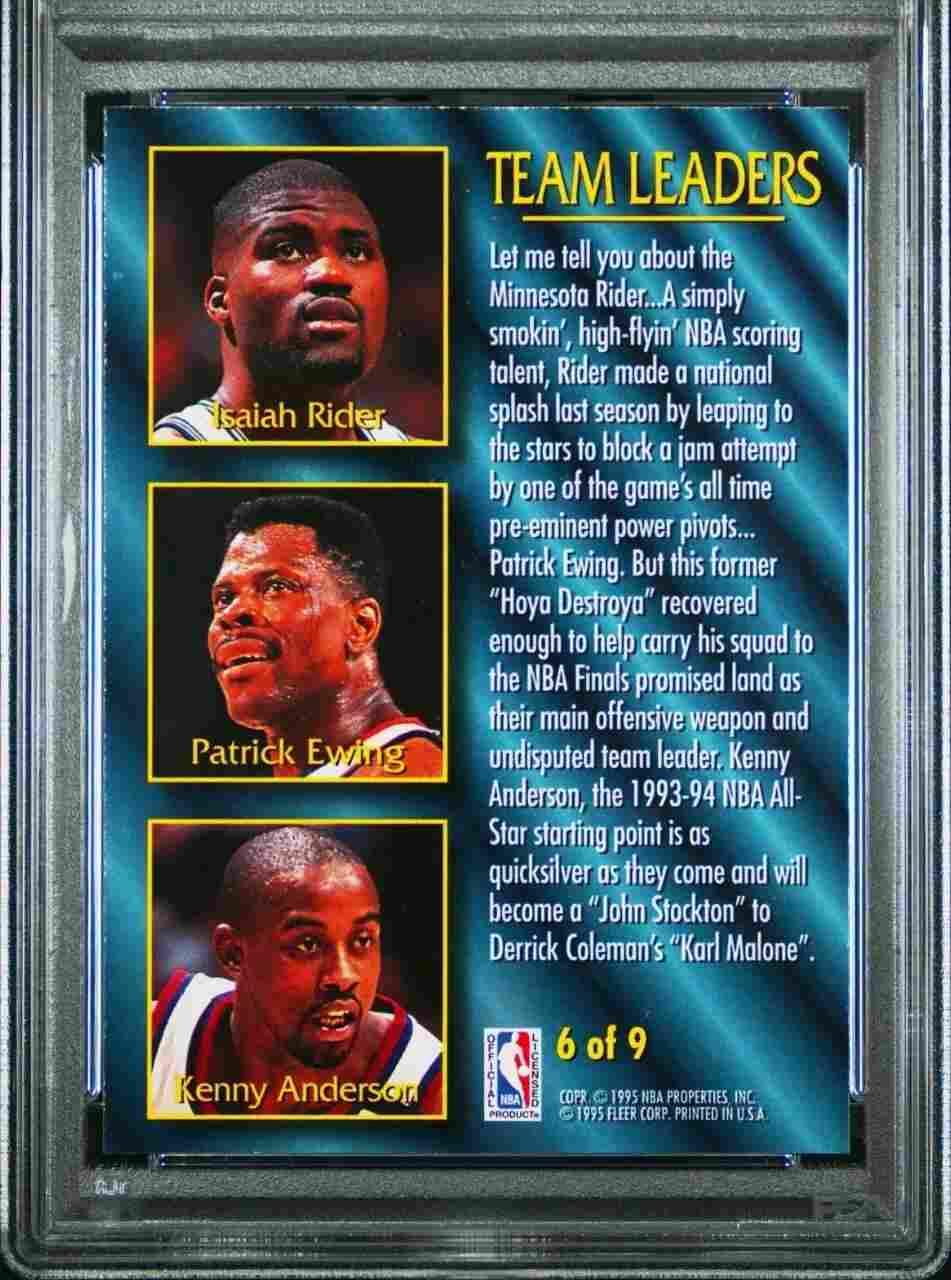 TEAM LEADERS
Let me tell you about the
Minnesota Rider...A simply
smokin', high-flyin' NBA scoring
talent, Rider made a national
splash last season by leaping to
the stars to block a jam attempt
by one of the game's all time
pre-eminent power pivots...
Patrick Ewing. But this former
"Hoya Destroya" recovered
enough to help carry his squad to
the NBA Finals promised land as
their main offensive weapon and
undisputed team leader. Kenny
Anderson, the 1993-94 NBA All-
Star starting point is as
quicksilver as they come and will
become a "John Stockton" to
Derrick Coleman's "Karl Malone".
Isaiah Rider
Patrick Ewing
Kenny Anderson
OFFICIAL
LICENSED
NBA
PRODUCT
6 of 9
COPR. © 1995 NBA PROPERTIES, INC.
© 1995 FLEER CORP. PRINTED IN U.S.A.